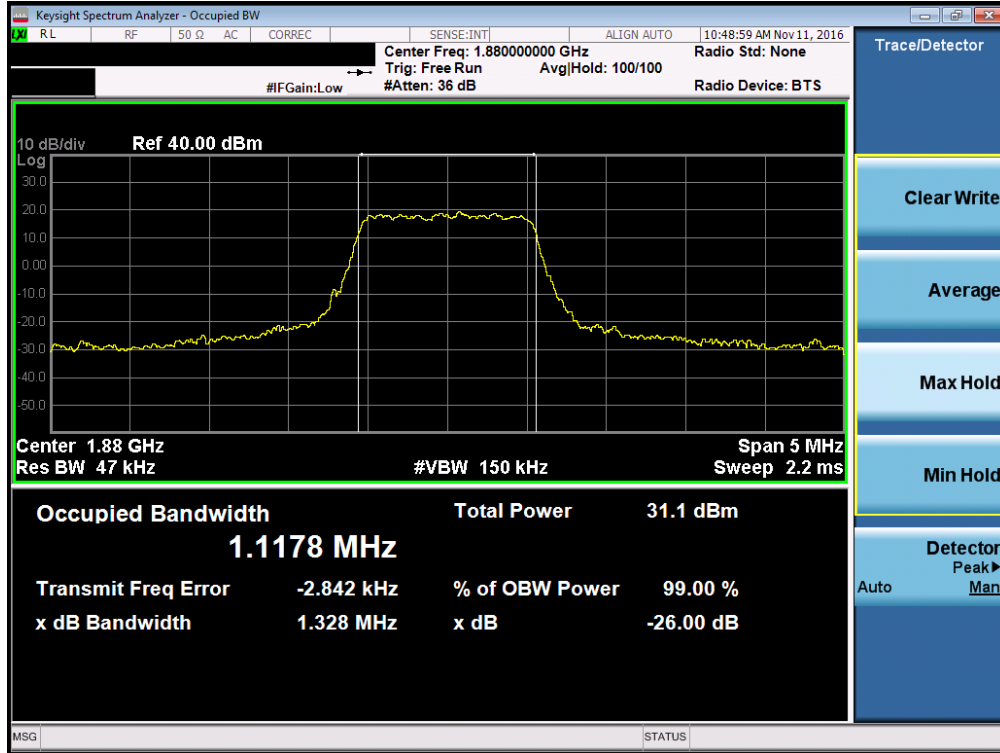 Keysight Spectrum Analyzer - Occupied BW
LXI RL RF 50 Ω AC CORREC SENSE:INT ALIGN AUTO 10:48:59 AM Nov 11, 2016
Center Freq: 1.880000000 GHz Radio Std: None
Trig: Free Run Avg|Hold: 100/100
#IFGain:Low #Atten: 36 dB Radio Device: BTS
Trace/Detector
10 dB/div Ref 40.00 dBm
Log
30.0
20.0
10.0
0.00
-10.0
-20.0
-30.0
-40.0
-50.0
Center 1.88 GHz Span 5 MHz
Res BW 47 kHz #VBW 150 kHz Sweep 2.2 ms
Occupied Bandwidth Total Power 31.1 dBm
1.1178 MHz
Transmit Freq Error -2.842 kHz % of OBW Power 99.00 %
x dB Bandwidth 1.328 MHz x dB -26.00 dB
Clear Write
Average
Max Hold
Min Hold
Detector
Peak▶
Auto Man
MSG STATUS